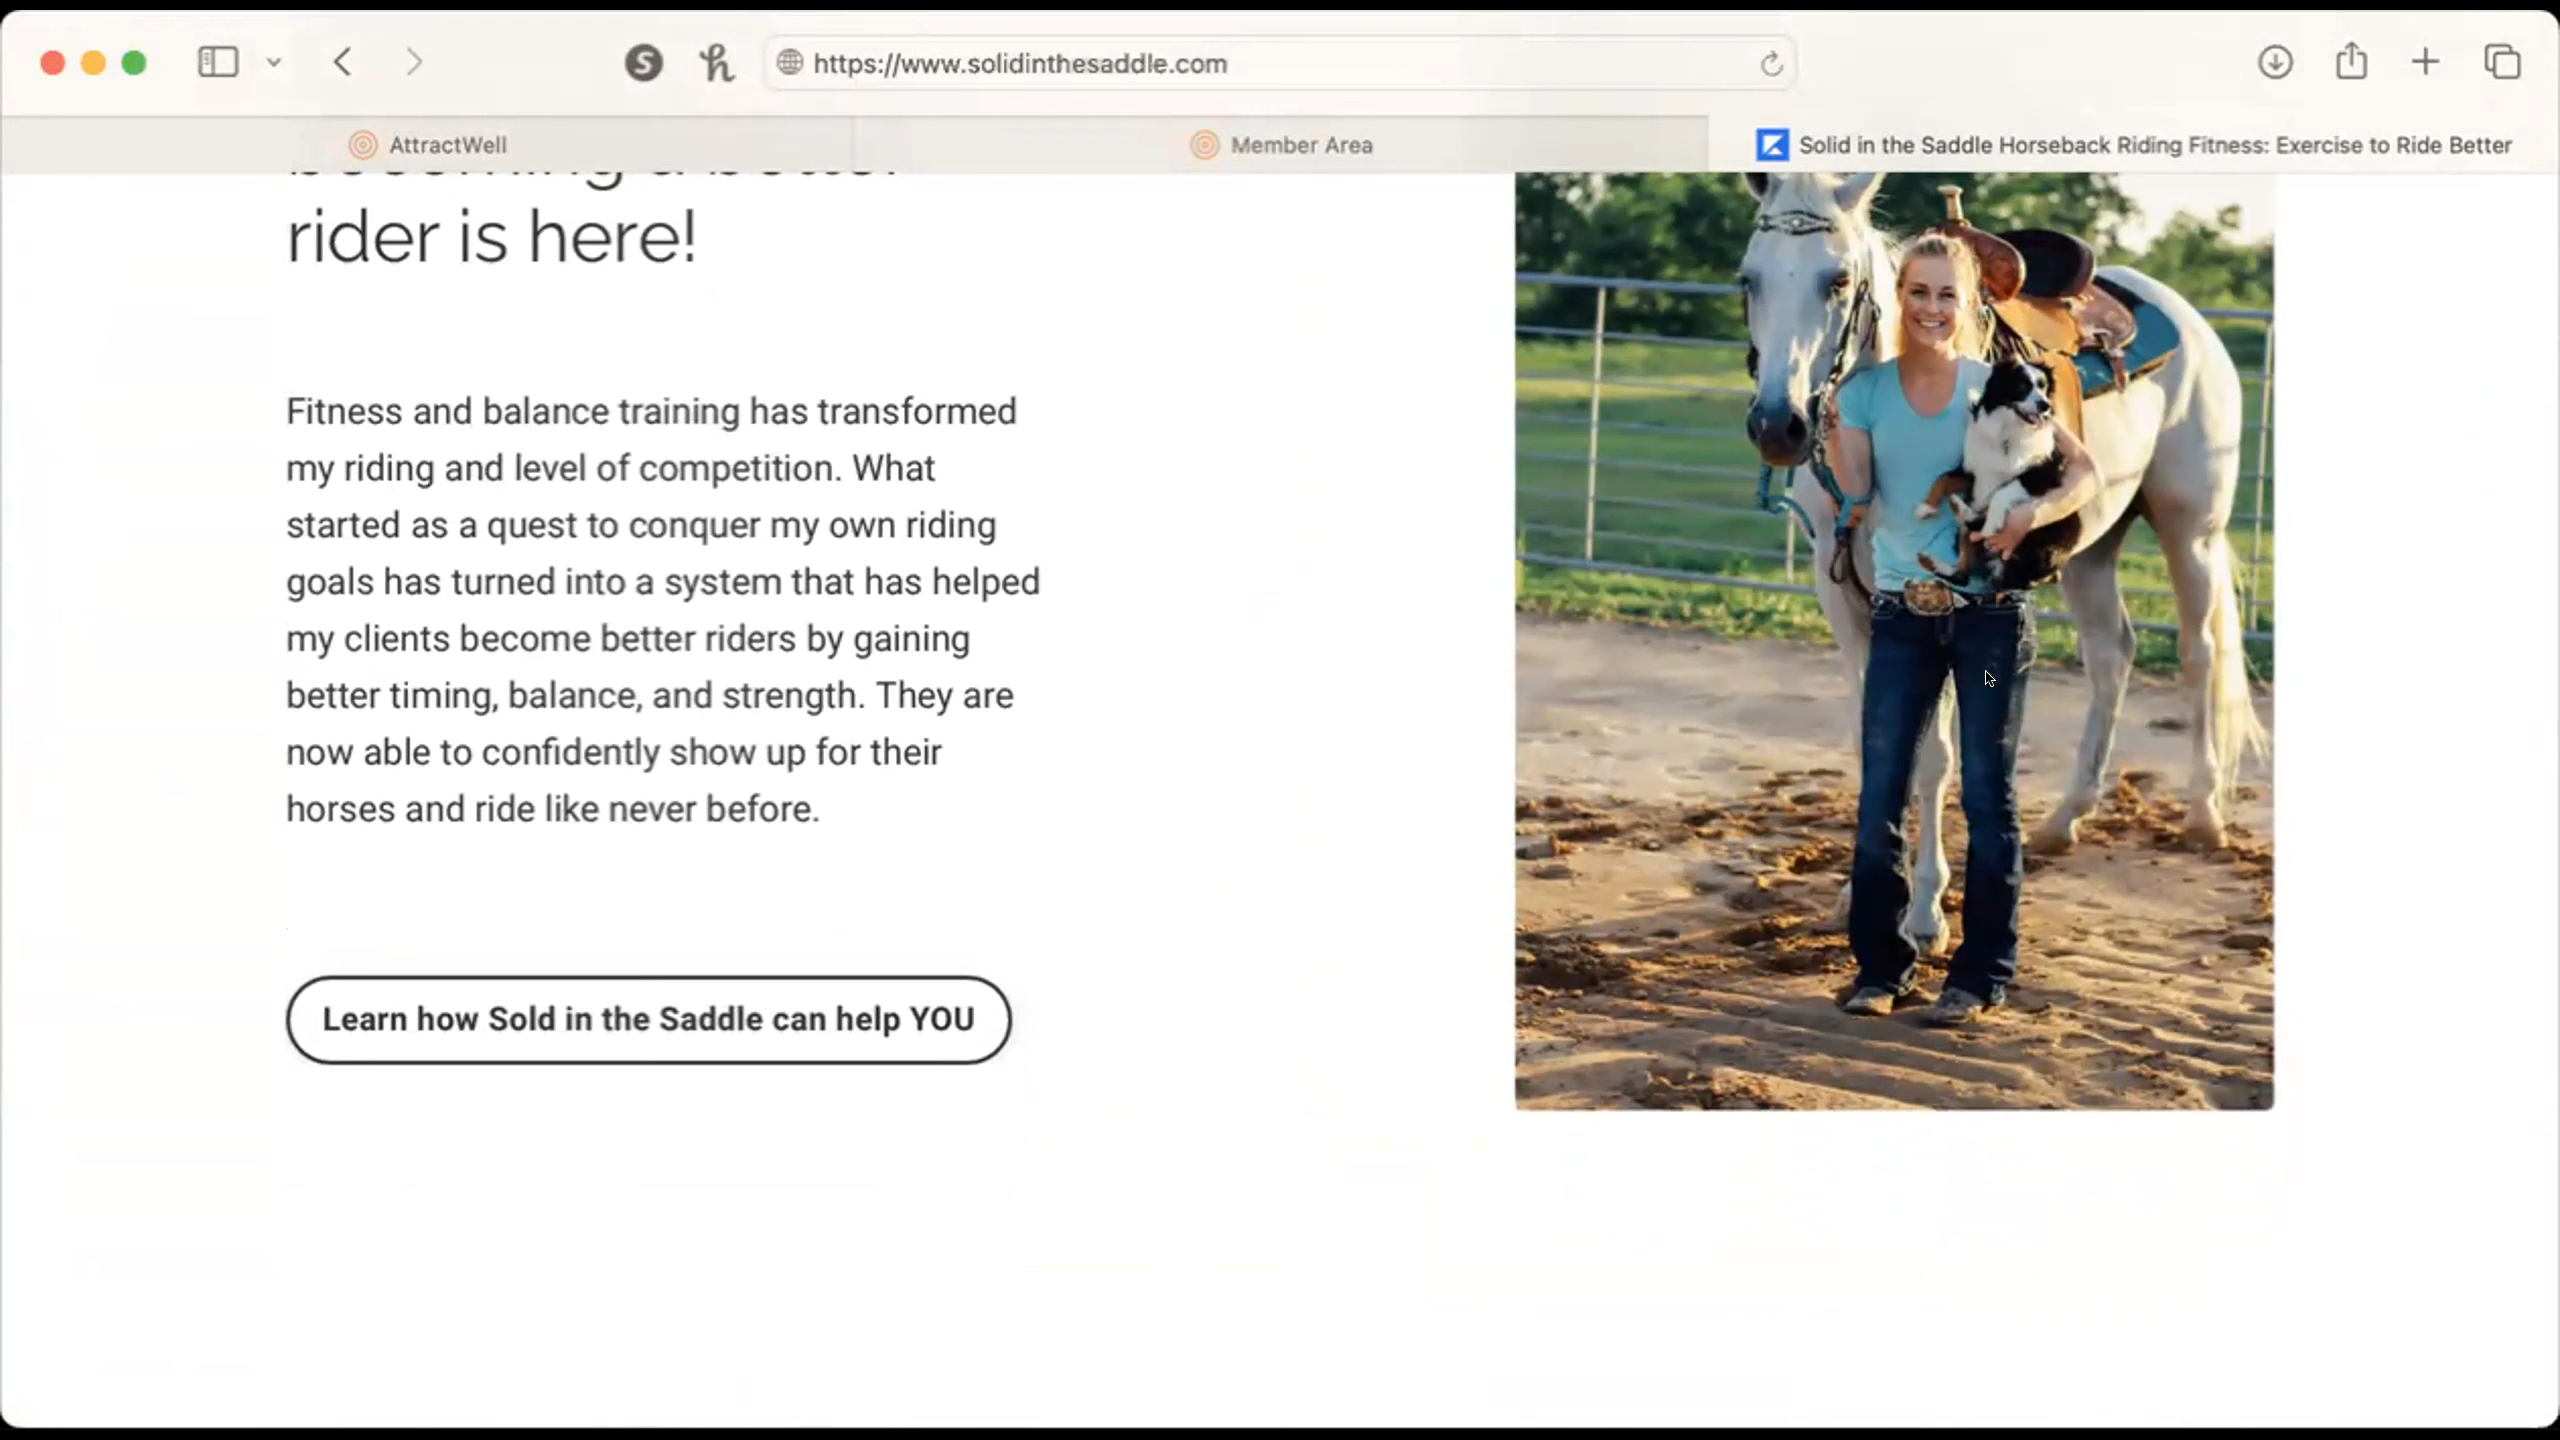 https://www.solidinthesaddle.com
AttractWell
Member Area
Solid in the Saddle Horseback Riding Fitness: Exercise to Ride Better
rider is here!
Fitness and balance training has transformed
my riding and level of competition. What
started as a quest to conquer my own riding
goals has turned into a system that has helped
my clients become better riders by gaining
better timing, balance, and strength. They are
now able to confidently show up for their
horses and ride like never before.
Learn how Sold in the Saddle can help YOU